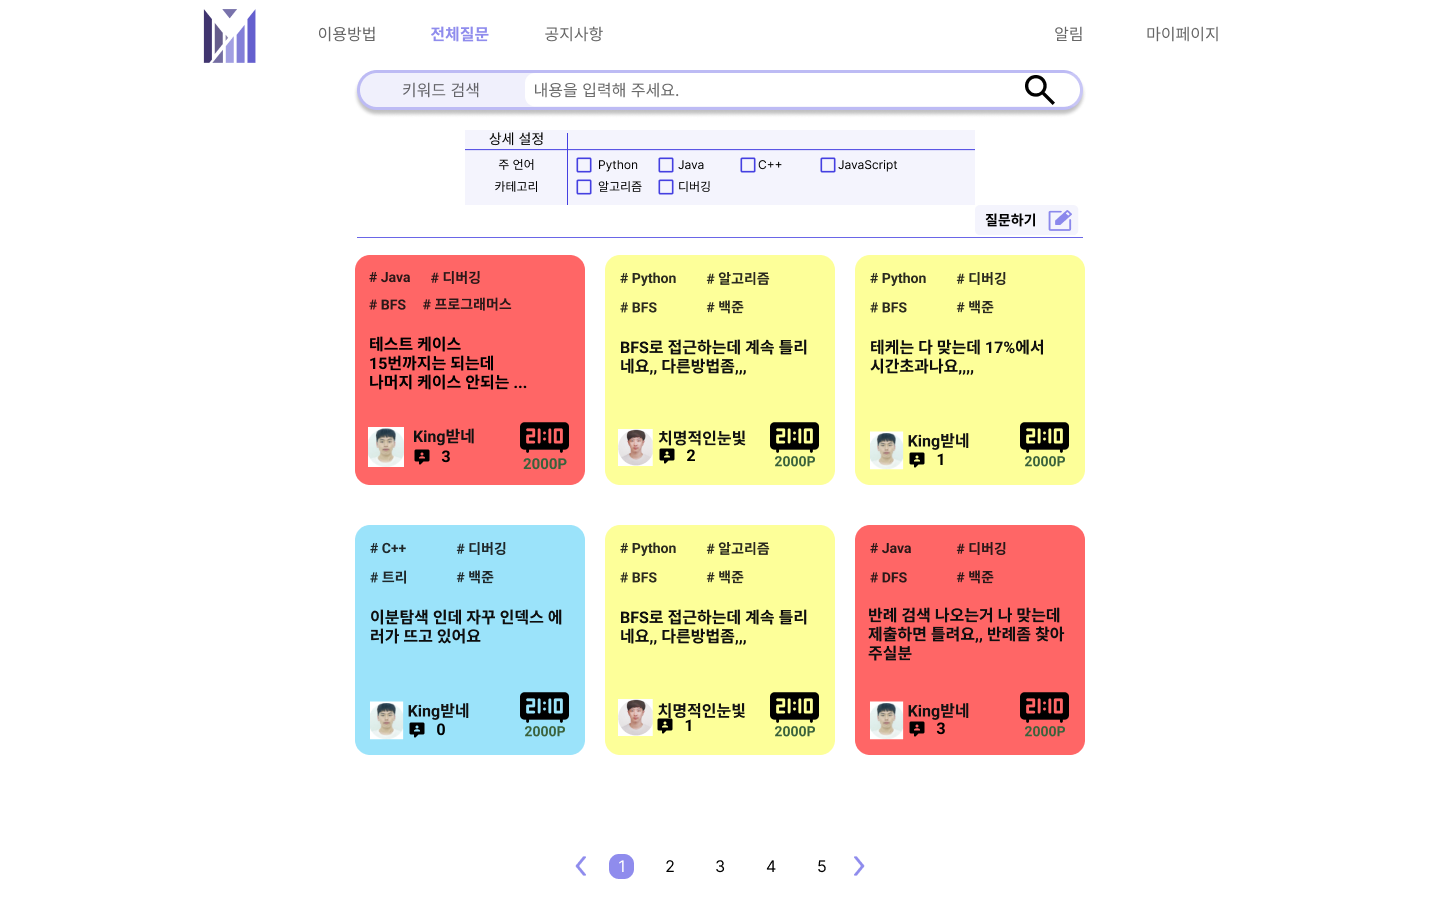 이용방법 전체질문 공지사항 알림 마이페이지
키워드 검색 내용을 입력해 주세요.
상세 설정
주 언어 Python Java C++ JavaScript
카테고리 알고리즘 디버깅
질문하기
# Java # 디버깅
# BFS # 프로그래머스
테스트 케이스
15번까지는 되는데
나머지 케이스 안되는 ...
King받네
3
21:10
2000P
# Python # 알고리즘
# BFS # 백준
BFS로 접근하는데 계속 틀리
네요,, 다른방법좀,,,
치명적인눈빛
2
21:10
2000P
# Python # 디버깅
# BFS # 백준
테케는 다 맞는데 17%에서
시간초과나요,,,,
King받네
1
21:10
2000P
# C++ # 디버깅
# 트리 # 백준
이분탐색 인데 자꾸 인덱스 에
러가 뜨고 있어요
King받네
0
21:10
2000P
# Python # 알고리즘
# BFS # 백준
BFS로 접근하는데 계속 틀리
네요,, 다른방법좀,,,
치명적인눈빛
1
21:10
2000P
# Java # 디버깅
# DFS # 백준
반례 검색 나오는거 나 맞는데
제출하면 틀려요,, 반례좀 찾아
주실분
King받네
3
21:10
2000P
1 2 3 4 5